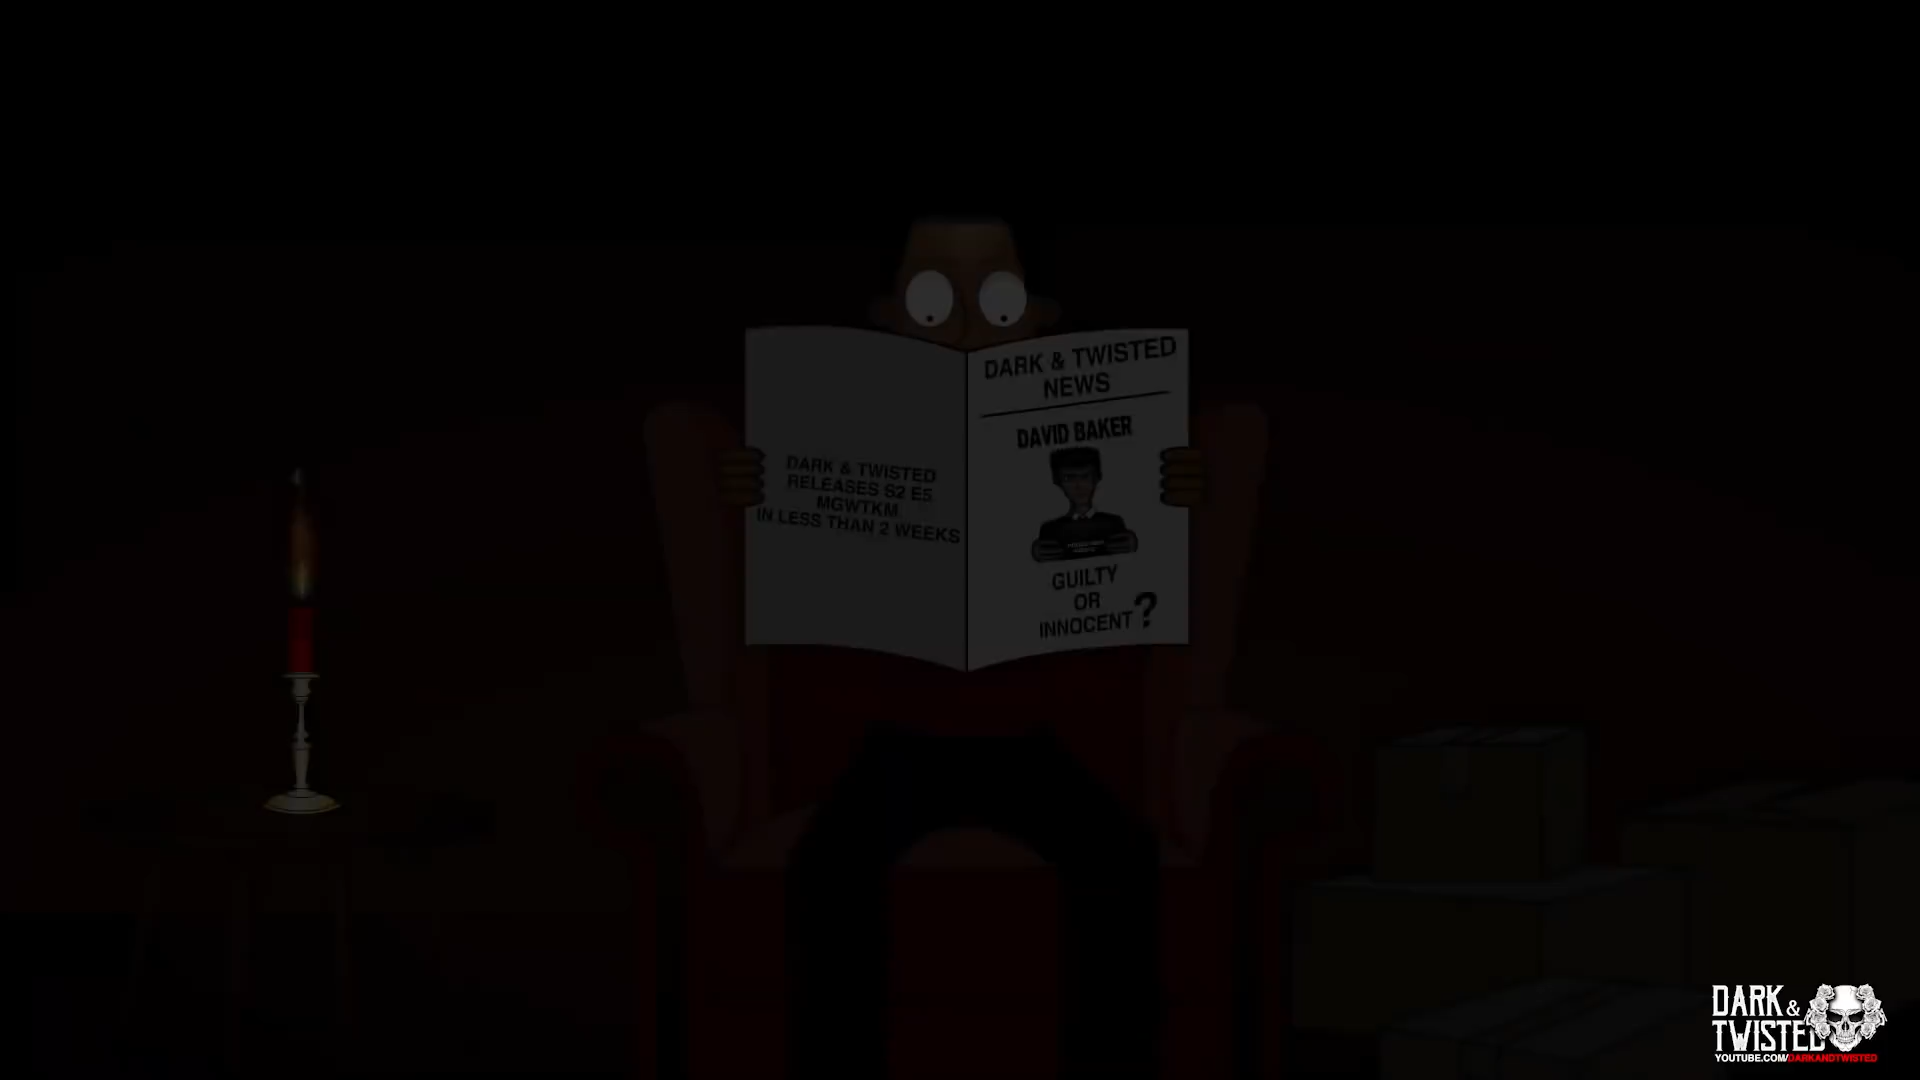 DARK & TWISTED
RELEASES S2 E5
MGWTKM
IN LESS THAN 2 WEEKS
DARK & TWISTED
NEWS
DAVID BAKER
GUILTY
OR
INNOCENT?
DARK &
TWISTED
YOUTUBE.COM/DARKANDTWISTED